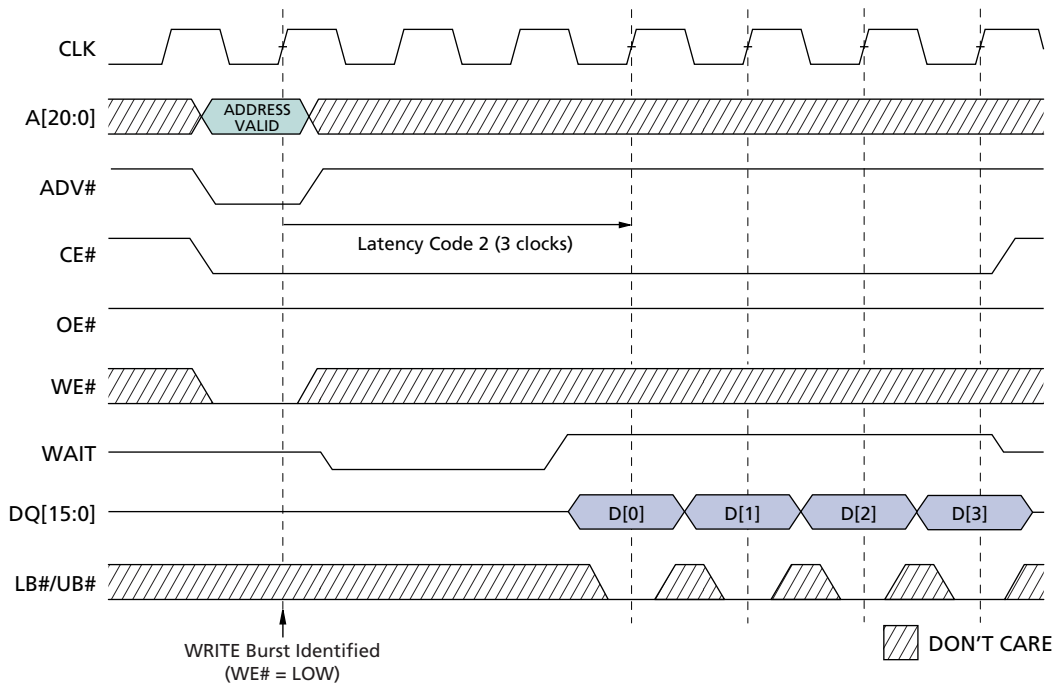 CLK
A[20:0]
ADDRESS
VALID
ADV#
Latency Code 2 (3 clocks)
CE#
OE#
WE#
WAIT
DQ[15:0]
D[0]
D[1]
D[2]
D[3]
LB#/UB#
WRITE Burst Identified
(WE# = LOW)
DON'T CARE